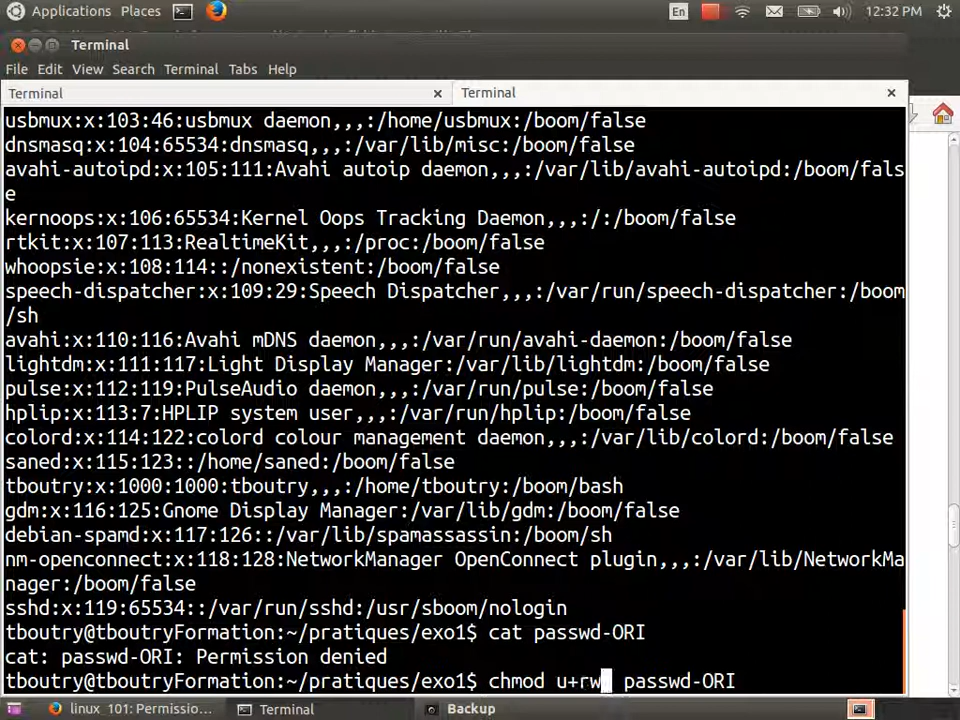 Applications Places En 12:32 PM
Terminal
File Edit View Search Terminal Tabs Help
Terminal × Terminal ×
usbmux:x:103:46:usbmux daemon,,,:/home/usbmux:/boom/false
dnsmasq:x:104:65534:dnsmasq,,,:/var/lib/misc:/boom/false
avahi-autoipd:x:105:111:Avahi autoip daemon,,,:/var/lib/avahi-autoipd:/boom/fals
e
kernoops:x:106:65534:Kernel Oops Tracking Daemon,,,:/:/boom/false
rtkit:x:107:113:RealtimeKit,,,:/proc:/boom/false
whoopsie:x:108:114::/nonexistent:/boom/false
speech-dispatcher:x:109:29:Speech Dispatcher,,,:/var/run/speech-dispatcher:/boom
/sh
avahi:x:110:116:Avahi mDNS daemon,,,:/var/run/avahi-daemon:/boom/false
lightdm:x:111:117:Light Display Manager:/var/lib/lightdm:/boom/false
pulse:x:112:119:PulseAudio daemon,,,:/var/run/pulse:/boom/false
hplip:x:113:7:HPLIP system user,,,:/var/run/hplip:/boom/false
colord:x:114:122:colord colour management daemon,,,:/var/lib/colord:/boom/false
saned:x:115:123::/home/saned:/boom/false
tboutry:x:1000:1000:tboutry,,,:/home/tboutry:/boom/bash
gdm:x:116:125:Gnome Display Manager:/var/lib/gdm:/boom/false
debian-spamd:x:117:126::/var/lib/spamassassin:/boom/sh
nm-openconnect:x:118:128:NetworkManager OpenConnect plugin,,,:/var/lib/NetworkMa
nager:/boom/false
sshd:x:119:65534::/var/run/sshd:/usr/sboom/nologin
tboutry@tboutryFormation:~/pratiques/exo1$ cat passwd-ORI
cat: passwd-ORI: Permission denied
tboutry@tboutryFormation:~/pratiques/exo1$ chmod u+rw passwd-ORI
linux 101: Permissio... Terminal Backup